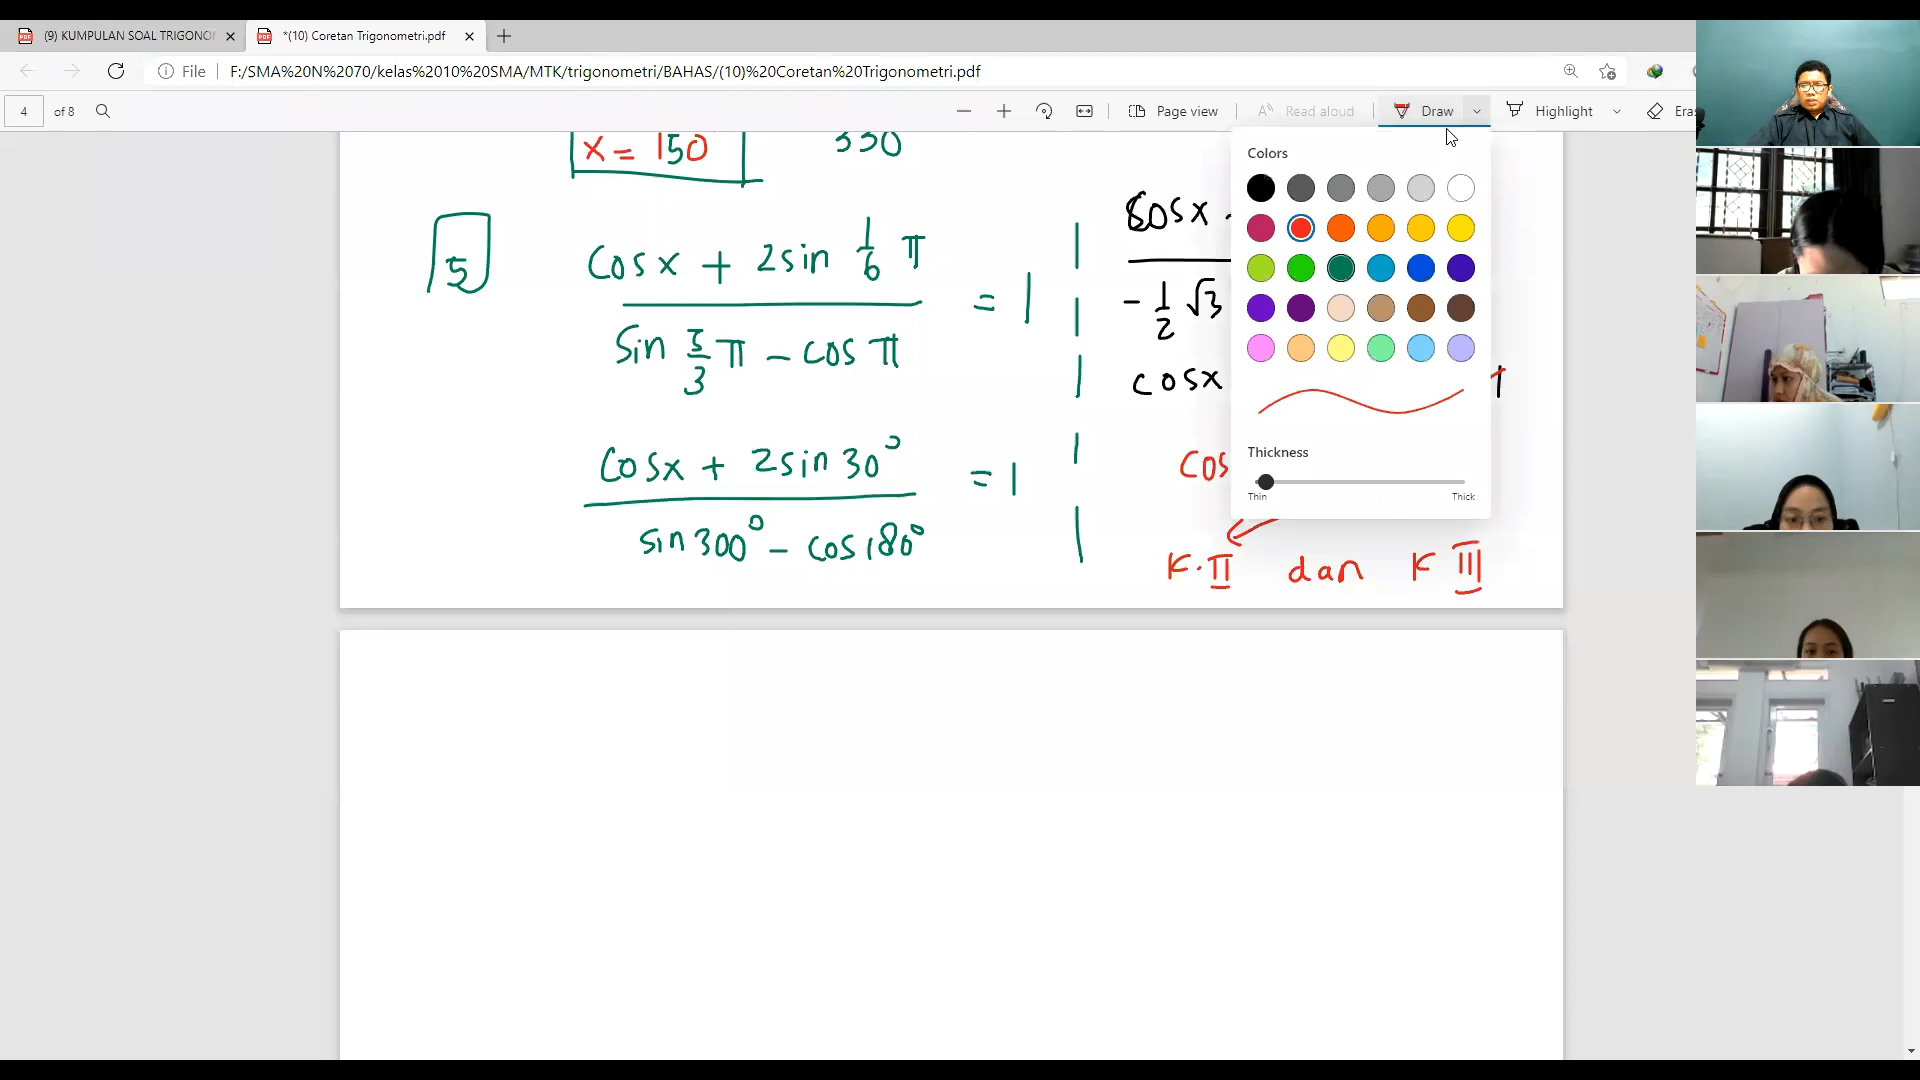 (9) KUMPULAN SOAL TRIGONO
*(10) Coretan Trigonometri.pdf
File
F:/SMA%20N%2070/kelas%2010%20SMA/MTK/trigonometri/BAHAS/(10)%20Coretan%20Trigonometri.pdf
4 of 8
Page view
Read aloud
Draw
Highlight
Eras
x = 150
330
Colors
Thickness
Thin Thick
5
cos x + 2 sin 1/6 π
sin 5/3 π - cos π
= 1
cos x + 2 sin 30°
sin 300° - cos 180°
= 1
cos x -
- 1/2 √3
cos x
1
cos
K. II dan K III